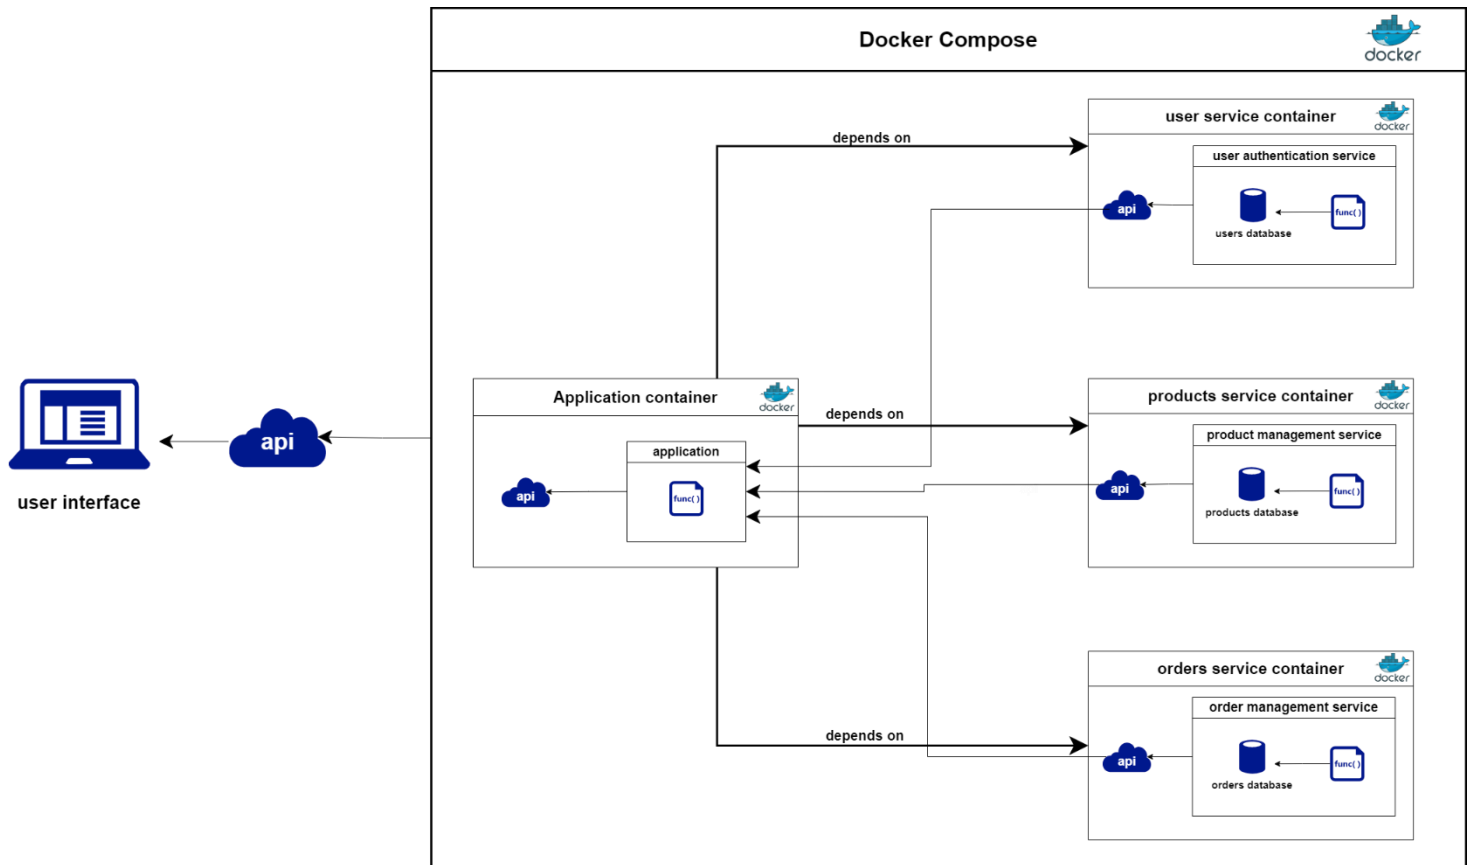 Docker Compose
docker
user service container
docker
depends on
user authentication service
api
func( )
users database
Application container
docker
products service container
docker
depends on
application
product management service
api
user interface
api
func( )
api
func( )
products database
orders service container
docker
order management service
depends on
api
func( )
orders database